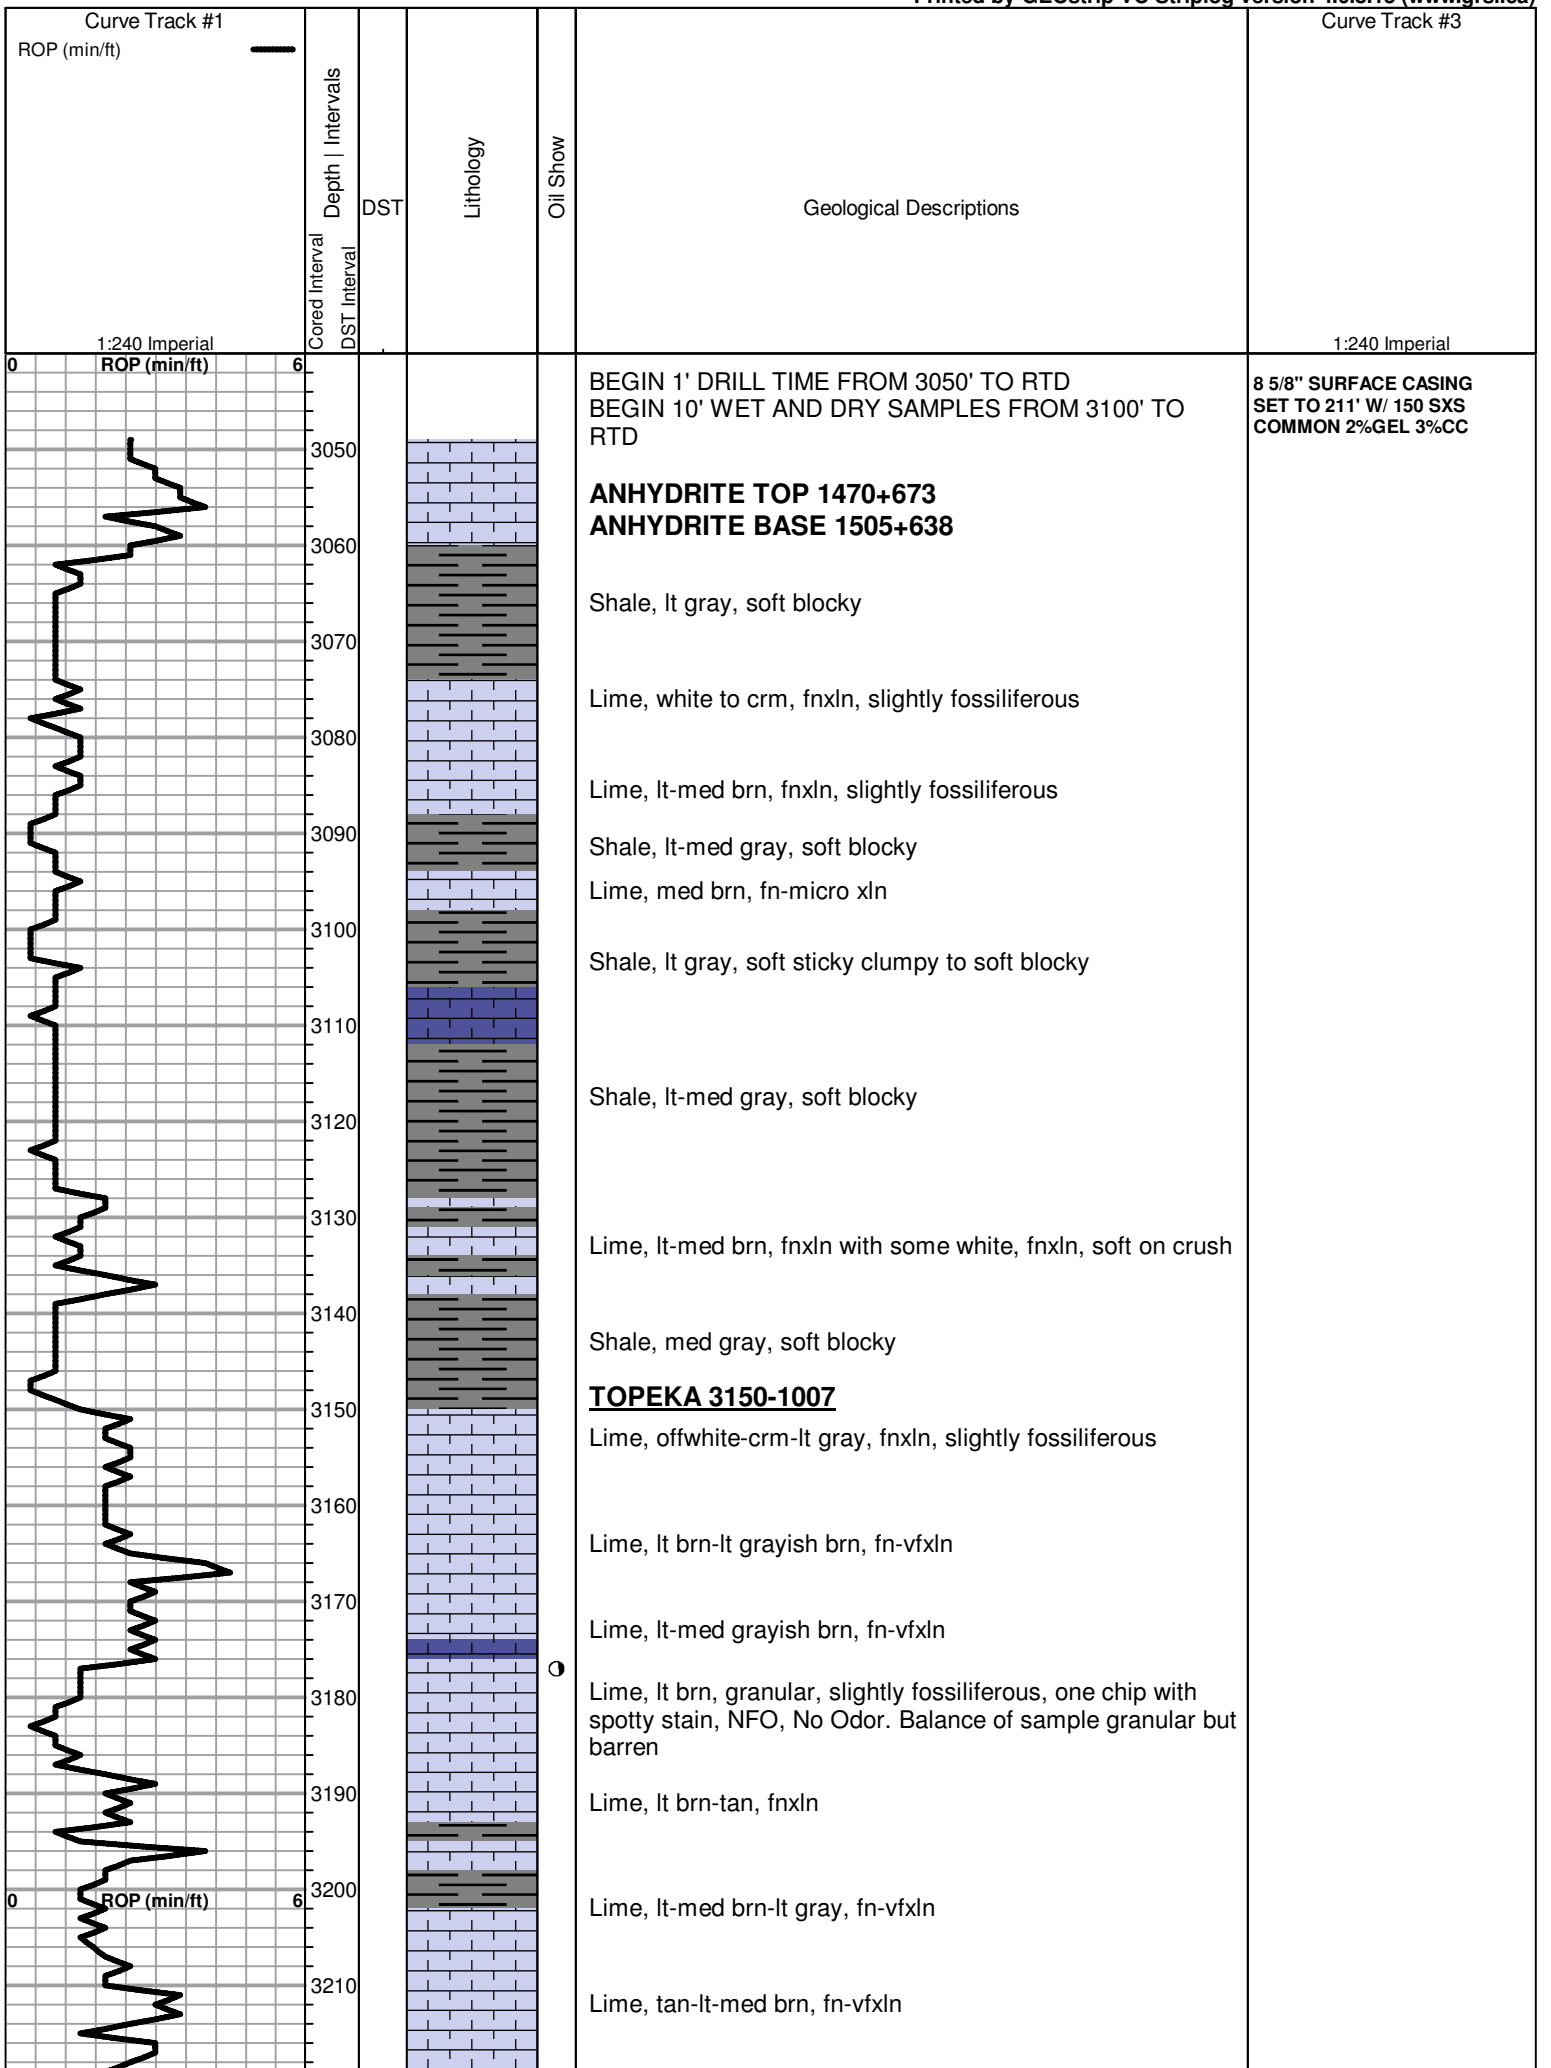 Curve Track #1
ROP (min/ft)
1:240 Imperial
Depth | Intervals
Cored Interval
DST Interval
DST
Lithology
Oil Show
Geological Descriptions
Curve Track #3
1:240 Imperial
0 ROP (min/ft) 6
BEGIN 1' DRILL TIME FROM 3050' TO RTD
BEGIN 10' WET AND DRY SAMPLES FROM 3100' TO
RTD
8 5/8" SURFACE CASING
SET TO 211' W/ 150 SXS
COMMON 2%GEL 3%CC
3050
ANHYDRITE TOP 1470+673
ANHYDRITE BASE 1505+638
3060
Shale, lt gray, soft blocky
3070
Lime, white to crm, fnxln, slightly fossiliferous
3080
Lime, lt-med brn, fnxln, slightly fossiliferous
3090
Shale, lt-med gray, soft blocky
Lime, med brn, fn-micro xln
3100
Shale, lt gray, soft sticky clumpy to soft blocky
3110
Shale, lt-med gray, soft blocky
3120
3130
Lime, lt-med brn, fnxln with some white, fnxln, soft on crush
3140
Shale, med gray, soft blocky
TOPEKA 3150-1007
3150
Lime, offwhite-crm-lt gray, fnxln, slightly fossiliferous
3160
Lime, lt brn-lt grayish brn, fn-vfxln
3170
Lime, lt-med grayish brn, fn-vfxln
3180
Lime, lt brn, granular, slightly fossiliferous, one chip with
spotty stain, NFO, No Odor. Balance of sample granular but
barren
3190
Lime, lt brn-tan, fnxln
3200
0 ROP (min/ft) 6
Lime, lt-med brn-lt gray, fn-vfxln
3210
Lime, tan-lt-med brn, fn-vfxln